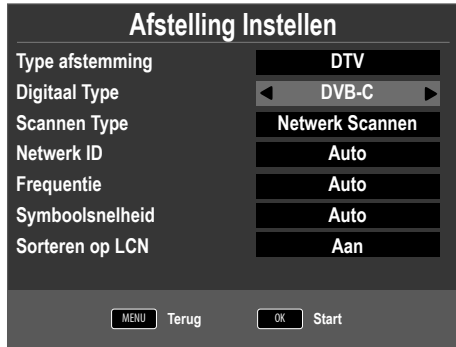 Afstelling Instellen
Type afstemming DTV
Digitaal Type DVB-C
Scannen Type Netwerk Scannen
Netwerk ID Auto
Frequentie Auto
Symboolsnelheid Auto
Sorteren op LCN Aan
MENU Terug OK Start